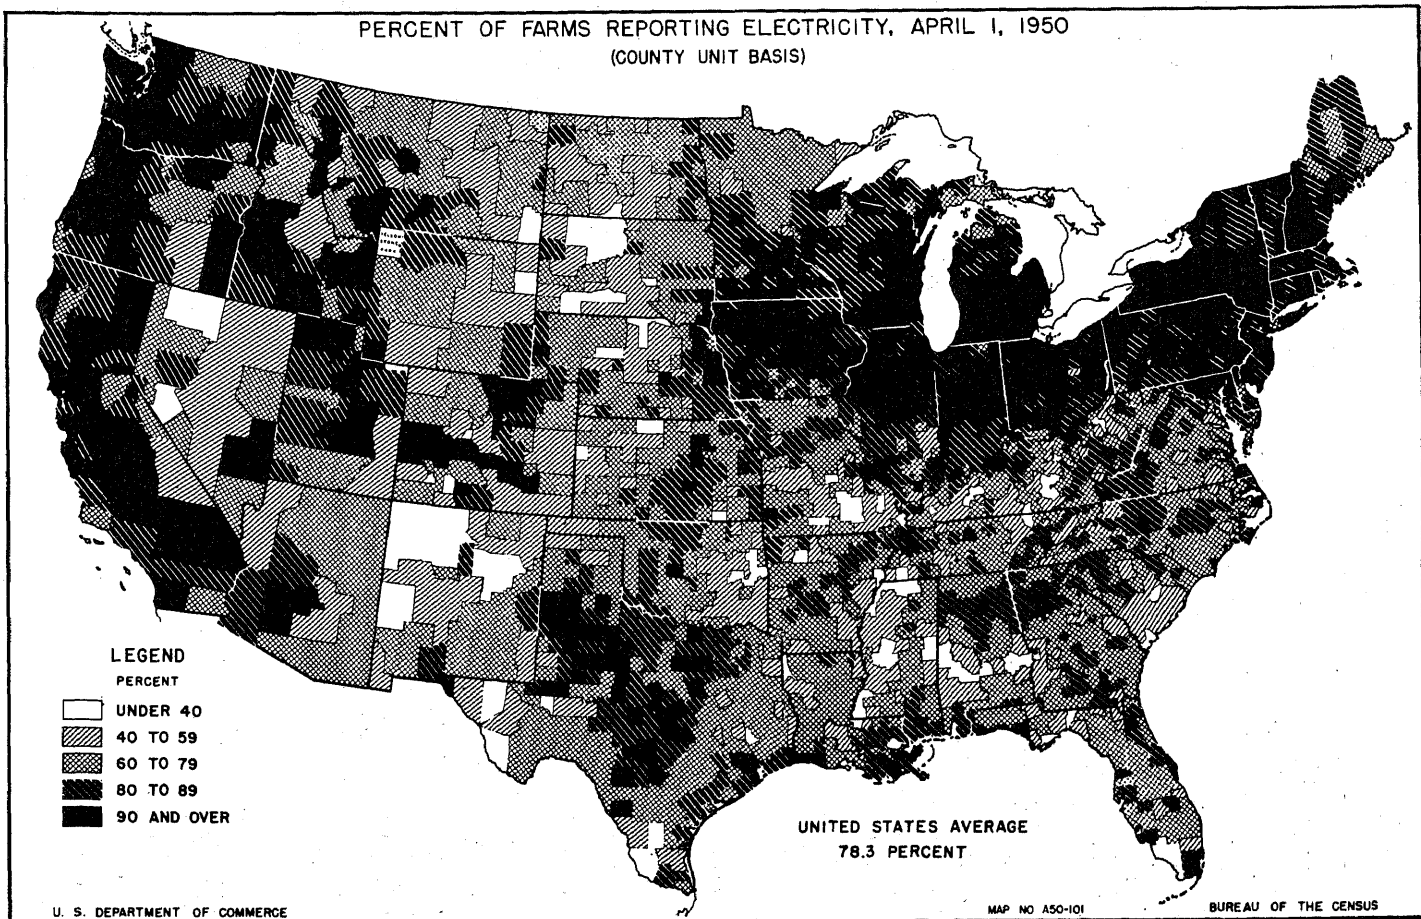 PERCENT OF FARMS REPORTING ELECTRICITY, APRIL 1, 1950
(COUNTY UNIT BASIS)
LEGEND
PERCENT
UNDER 40
40 TO 59
60 TO 79
80 TO 89
90 AND OVER
UNITED STATES AVERAGE
78.3 PERCENT
U. S. DEPARTMENT OF COMMERCE
MAP NO A50-101
BUREAU OF THE CENSUS